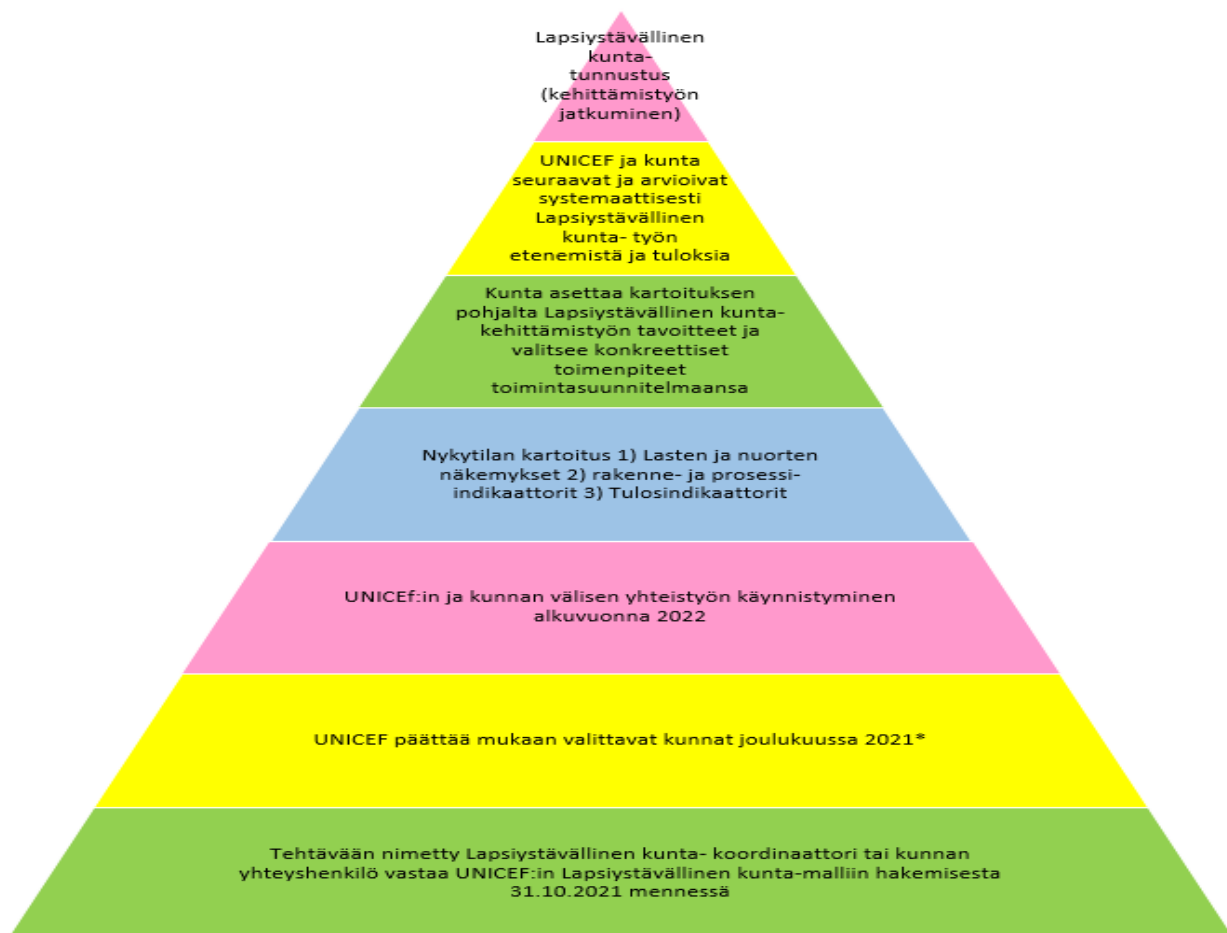 Lapsiystävällinen
kunta-
tunnustus
(kehittämistyön
jatkuminen)
UNICEF ja kunta
seuraavat ja arvioivat
systemaattisesti
Lapsiystävällinen
kunta- työn
etenemistä ja tuloksia
Kunta asettaa kartoituksen
pohjalta Lapsiystävällinen kunta-
kehittämistyön tavoitteet ja
valitsee konkreettiset
toimenpiteet
toimintasuunnitelmaansa
Nykytilan kartoitus 1) Lasten ja nuorten
näkemykset 2) rakenne- ja prosessi-
indikaattorit 3) Tulosindikaattorit
UNICEf:in ja kunnan välisen yhteistyön käynnistyminen
alkuvuonna 2022
UNICEF päättää mukaan valittavat kunnat joulukuussa 2021*
Tehtävään nimetty Lapsiystävällinen kunta- koordinaattori tai kunnan
yhteyshenkilö vastaa UNICEF:in Lapsiystävällinen kunta-malliin hakemisesta
31.10.2021 mennessä